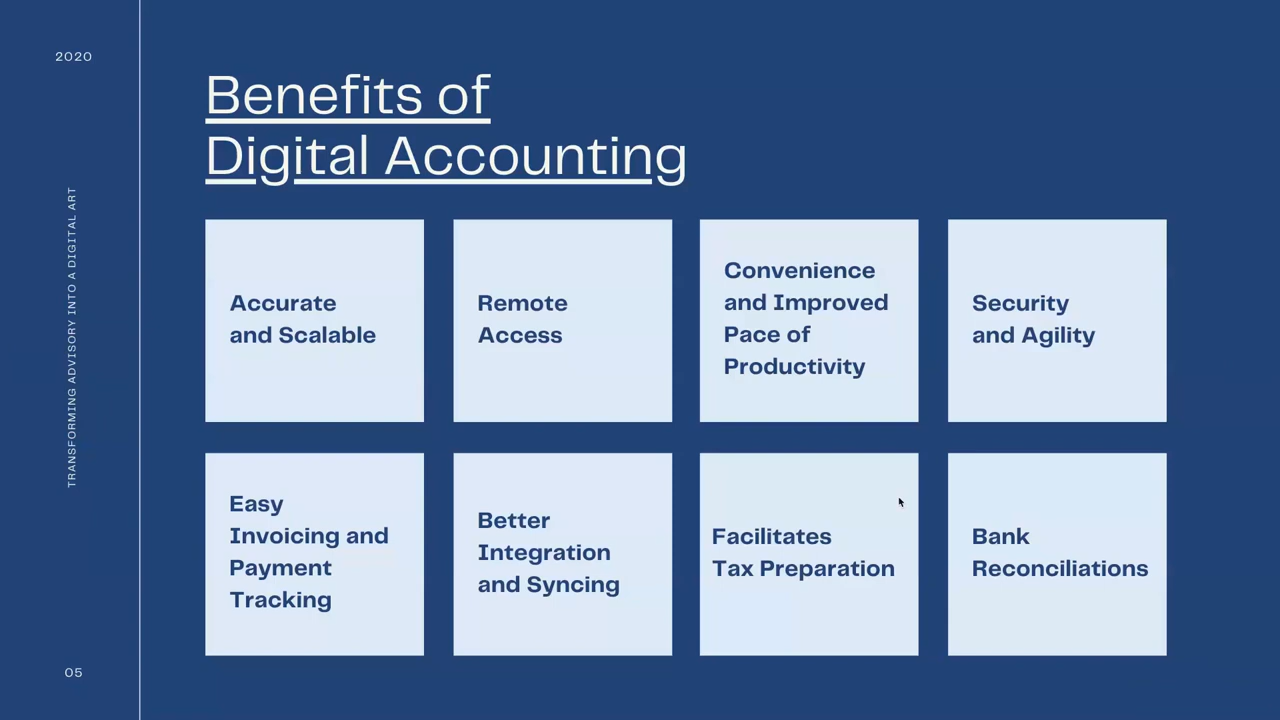 2020
TRANSFORMING ADVISORY INTO A DIGITAL ART
05
Benefits of
Digital Accounting
Accurate
and Scalable
Remote
Access
Convenience
and Improved
Pace of
Productivity
Security
and Agility
Easy
Invoicing and
Payment
Tracking
Better
Integration
and Syncing
Facilitates
Tax Preparation
Bank
Reconciliations